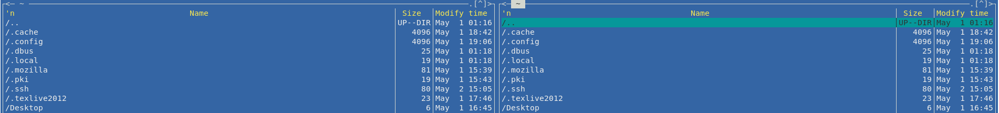 <─ ~ .[^]>
'n Name Size Modify time
/.. UP--DIR May 1 01:16
/.cache 4096 May 1 18:42
/.config 4096 May 1 19:06
/.dbus 25 May 1 01:18
/.local 19 May 1 01:18
/.mozilla 81 May 1 15:39
/.pki 19 May 1 15:43
/.ssh 80 May 2 15:05
/.texlive2012 23 May 1 17:46
/Desktop 6 May 1 16:45
<─ ~ .[^]>
'n Name Size Modify time
/.. UP--DIR May 1 01:16
/.cache 4096 May 1 18:42
/.config 4096 May 1 19:06
/.dbus 25 May 1 01:18
/.local 19 May 1 01:18
/.mozilla 81 May 1 15:39
/.pki 19 May 1 15:43
/.ssh 80 May 2 15:05
/.texlive2012 23 May 1 17:46
/Desktop 6 May 1 16:45